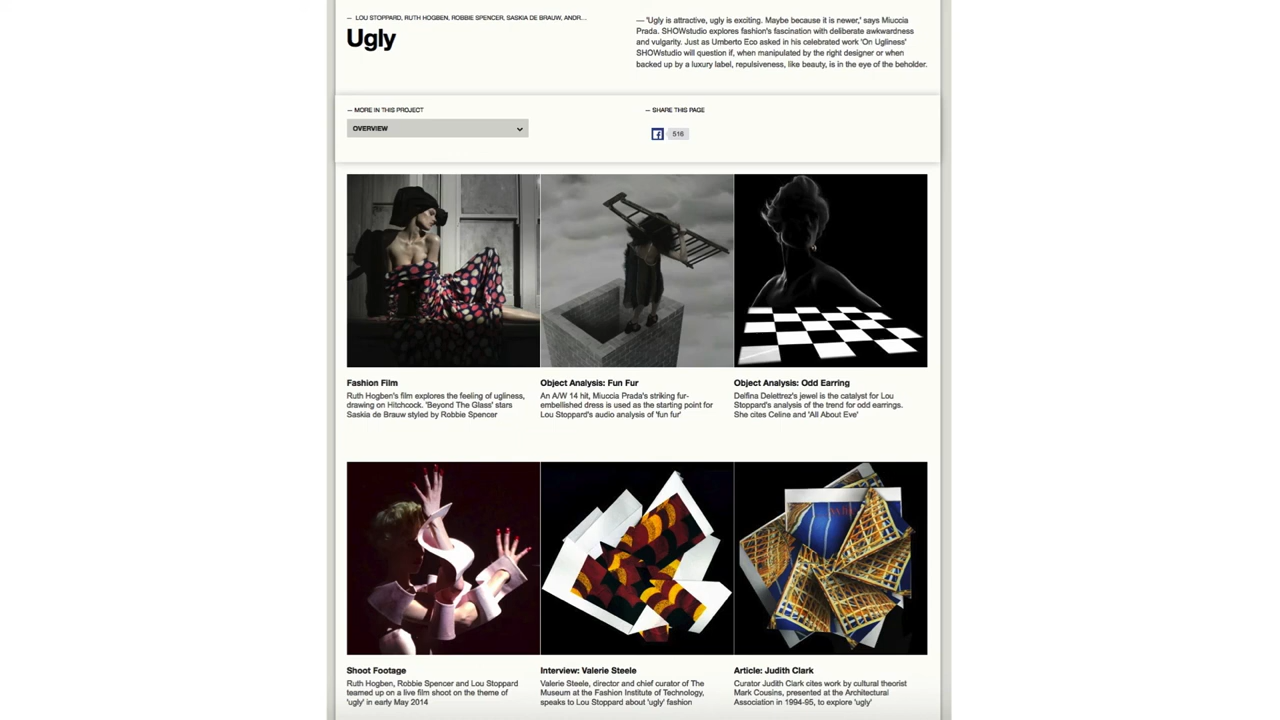 — LOU STOPPARD, RUTH HOGBEN, ROBBIE SPENCER, SASKIA DE BRAUW, ANDR...
Ugly
— 'Ugly is attractive, ugly is exciting. Maybe because it is newer,' says Miuccia
Prada. SHOWstudio explores fashion's fascination with deliberate awkwardness
and vulgarity. Just as Umberto Eco asked in his celebrated work 'On Ugliness'
SHOWstudio will question if, when manipulated by the right designer or when
backed up by a luxury label, repulsiveness, like beauty, is in the eye of the beholder.
— MORE IN THIS PROJECT
OVERVIEW
— SHARE THIS PAGE
516
Fashion Film
Ruth Hogben's film explores the feeling of ugliness,
drawing on Hitchcock. 'Beyond The Glass' stars
Saskia de Brauw styled by Robbie Spencer
Object Analysis: Fun Fur
An A/W 14 hit, Miuccia Prada's striking fur-
embellished dress is used as the starting point for
Lou Stoppard's audio analysis of 'fun fur'
Object Analysis: Odd Earring
Delfina Delettrez's jewel is the catalyst for Lou
Stoppard's analysis of the trend for odd earrings.
She cites Celine and 'All About Eve'
Shoot Footage
Ruth Hogben, Robbie Spencer and Lou Stoppard
teamed up on a live film shoot on the theme of
'ugly' in early May 2014
Interview: Valerie Steele
Valerie Steele, director and chief curator of The
Museum at the Fashion Institute of Technology,
speaks to Lou Stoppard about 'ugly' fashion
Article: Judith Clark
Curator Judith Clark cites work by cultural theorist
Mark Cousins, presented at the Architectural
Association in 1994-95, to explore 'ugly'